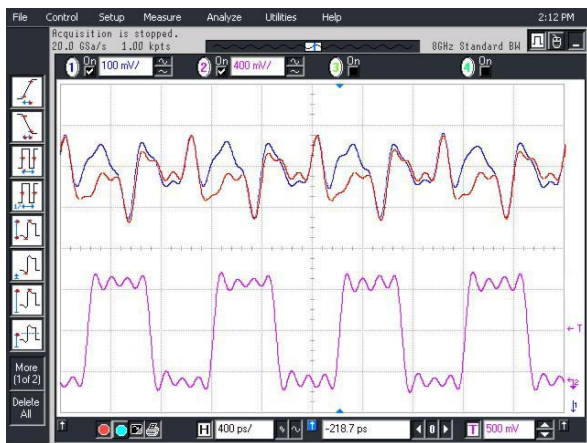 File Control Setup Measure Analyze Utilities Help 2:12 PM
Acquisition is stopped.
20.0 GSa/s 1.00 kpts
8GHz Standard BW
1 On 100 mV/ 2 On 400 mV/ 3 On 4 On
T
More
(1of 2)
Delete
All
H 400 ps/ -218.7 ps 0 T 500 mV